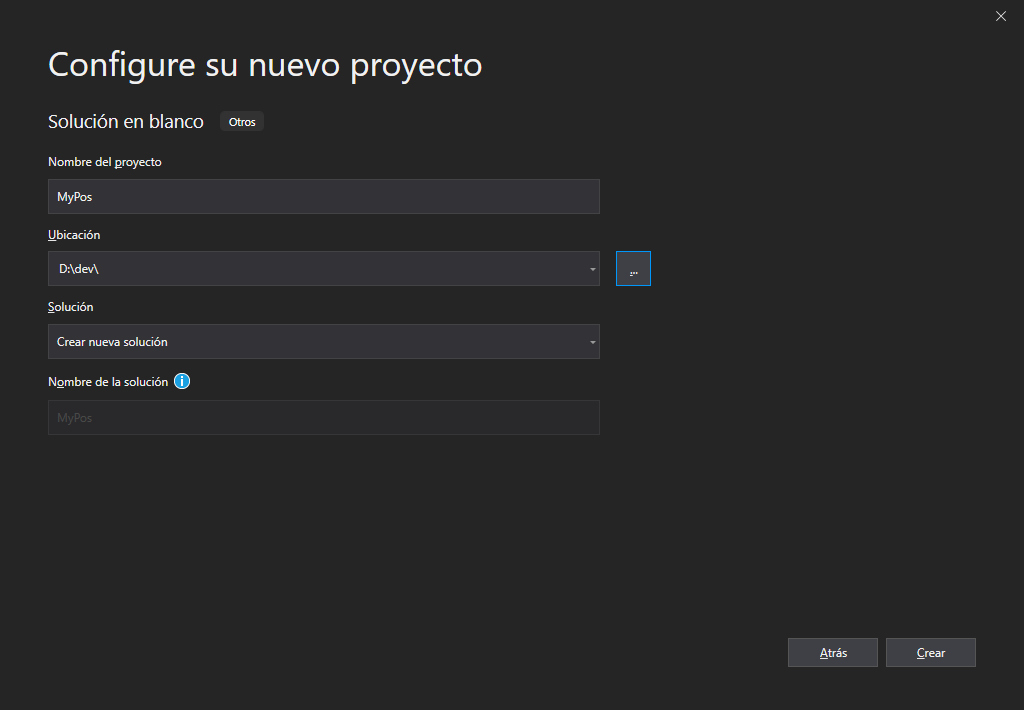 Configure su nuevo proyecto
Solución en blanco Otros
Nombre del proyecto
MyPos
Ubicación
D:\dev\
...
Solución
Crear nueva solución
Nombre de la solución
MyPos
Atrás Crear